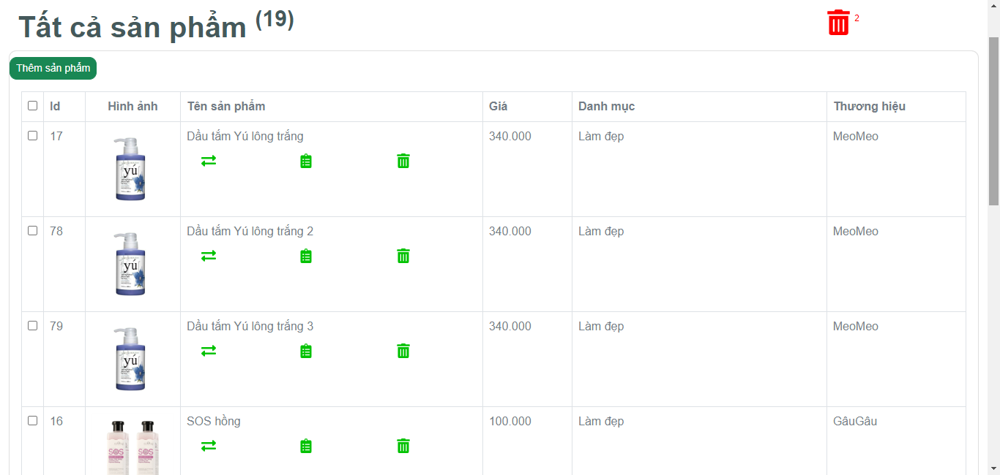 Tất cả sản phẩm (19)
2
Thêm sản phẩm
Id Hình ảnh Tên sản phẩm Giá Danh mục Thương hiệu
17 Dầu tắm Yú lông trắng 340.000 Làm đẹp MeoMeo
yú
78 Dầu tắm Yú lông trắng 2 340.000 Làm đẹp MeoMeo
yú
79 Dầu tắm Yú lông trắng 3 340.000 Làm đẹp MeoMeo
yú
16 SOS hồng 100.000 Làm đẹp GâuGâu
SOS SOS